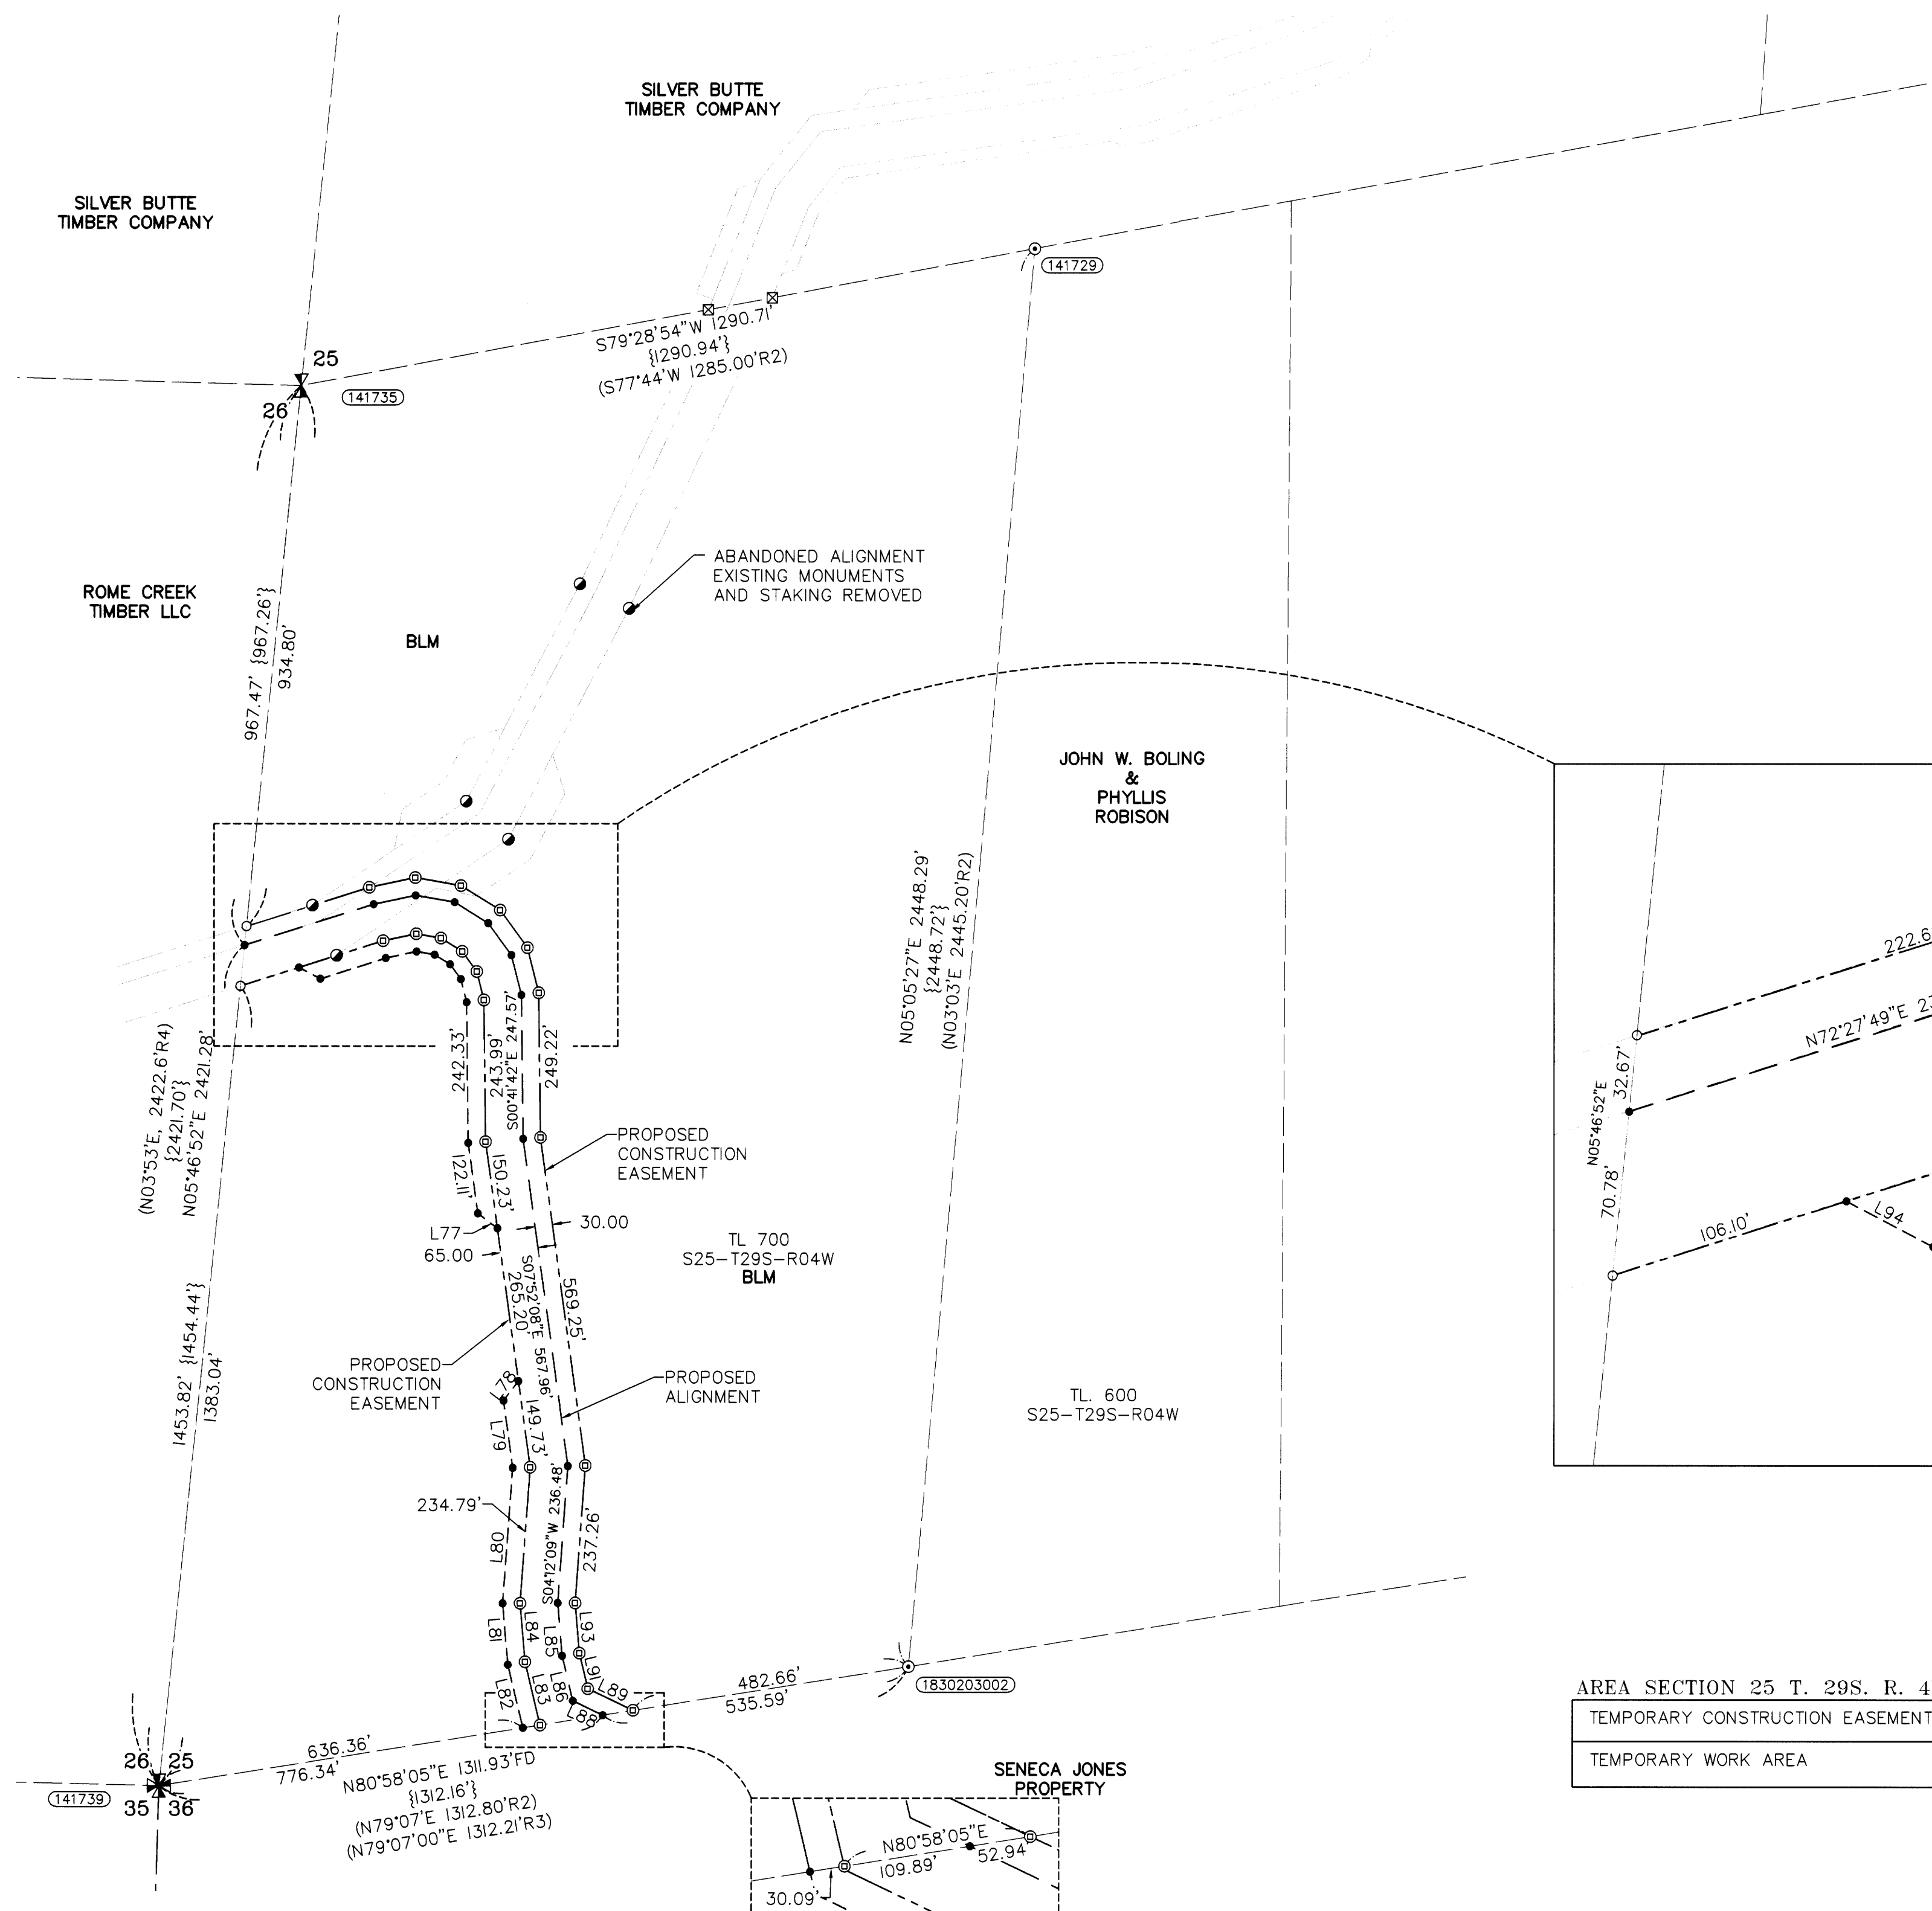 SILVER BUTTE
TIMBER COMPANY
SILVER BUTTE
TIMBER COMPANY
141729
S79°28'54"W 1290.71'
{1290.94'}
(S77°44'W 1285.00'R2)
25
26
141735
ABANDONED ALIGNMENT
EXISTING MONUMENTS
AND STAKING REMOVED
ROME CREEK
TIMBER LLC
BLM
967.47' {967.26'}
934.80'
JOHN W. BOLING
&
PHYLLIS
ROBISON
N05°05'27"E 2448.29'
{2448.72'}
(N03°03'E 2445.20'R2)
222.6
N72°27'49"E 23
N05°46'52"E
32.67'
70.78'
106.10'
L94
(N03°53'E, 2422.6'R4)
{2421.70'}
N05°46'52"E 2421.28'
242.33'
243.99'
S00°41'42"E 247.57'
249.22'
PROPOSED
CONSTRUCTION
EASEMENT
122.11'
150.23'
L77
65.00
30.00
TL 700
S25-T29S-R04W
BLM
265.20'
S07°52'08"E 567.96'
569.25'
1453.82' {1454.44'}
1383.04'
PROPOSED
CONSTRUCTION
EASEMENT
PROPOSED
ALIGNMENT
TL. 600
S25-T29S-R04W
L78
L79
149.73'
234.79'
L80
S04°12'09"W 236.48'
237.26'
L81
L84
L85
L93
L82
L83
L86
L91
L89
L88
482.66'
535.59'
1830203002
AREA SECTION 25 T. 29S. R. 4
TEMPORARY CONSTRUCTION EASEMENT
TEMPORARY WORK AREA
26 25
35 36
141739
636.36'
776.34'
N80°58'05"E 1311.93'FD
{1312.16'}
(N79°07'E 1312.80'R2)
(N79°07'00"E 1312.21'R3)
SENECA JONES
PROPERTY
N80°58'05"E
109.89'
52.94'
30.09'